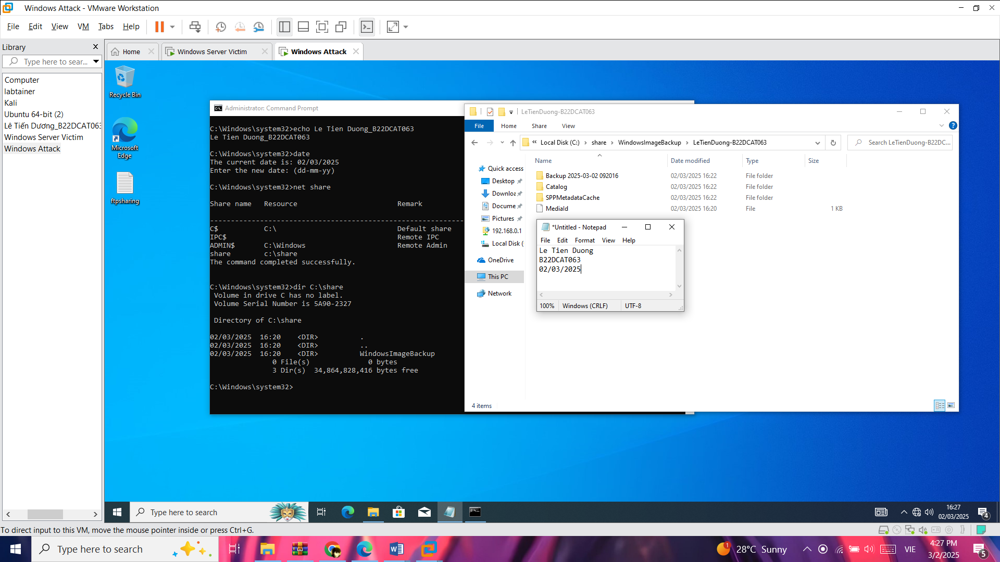 Windows Attack - VMware Workstation
File Edit View VM Tabs Help
Library
Type here to sear...
Computer
labtainer
Kali
Ubuntu 64-bit (2)
Lê Tiến Dương_B22DCAT063
Windows Server Victim
Windows Attack
Home
Windows Server Victim
Windows Attack
Recycle Bin
Microsoft
Edge
ftpsharing
Administrator: Command Prompt
C:\Windows\system32>echo Le Tien Duong_B22DCAT063
Le Tien Duong_B22DCAT063
C:\Windows\system32>date
The current date is: 02/03/2025
Enter the new date: (dd-mm-yy)
C:\Windows\system32>net share
Share name Resource Remark
-------------------------------------------------------------
C$ C:\ Default share
IPC$ Remote IPC
ADMIN$ C:\Windows Remote Admin
share c:\share
The command completed successfully.
C:\Windows\system32>dir C:\share
Volume in drive C has no label.
Volume Serial Number is 5A90-2327
Directory of C:\share
02/03/2025 16:20 <DIR> .
02/03/2025 16:20 <DIR> ..
02/03/2025 16:20 <DIR> WindowsImageBackup
0 File(s) 0 bytes
3 Dir(s) 34,864,828,416 bytes free
C:\Windows\system32>
LeTienDuong-B22DCAT063
File Home Share View
« Local Disk (C:) › share › WindowsImageBackup › LeTienDuong-B22DCAT063
Search LeTienDuong-B22DC...
Quick access
Desktop
Downloa
Docume
Pictures
192.168.0.1
Local Disk (
OneDrive
This PC
Network
Name Date modified Type Size
Backup 2025-03-02 092016 02/03/2025 16:22 File folder
Catalog 02/03/2025 16:22 File folder
SPPMetadataCache 02/03/2025 16:22 File folder
MediaId 02/03/2025 16:20 File 1 KB
4 items
*Untitled - Notepad
File Edit Format View Help
Le Tien Duong
B22DCAT063
02/03/2025
100% Windows (CRLF) UTF-8
Type here to search
16:27
02/03/2025
4
To direct input to this VM, move the mouse pointer inside or press Ctrl+G.
Type here to search
1
28°C Sunny
VIE
4:27 PM
3/2/2025
5